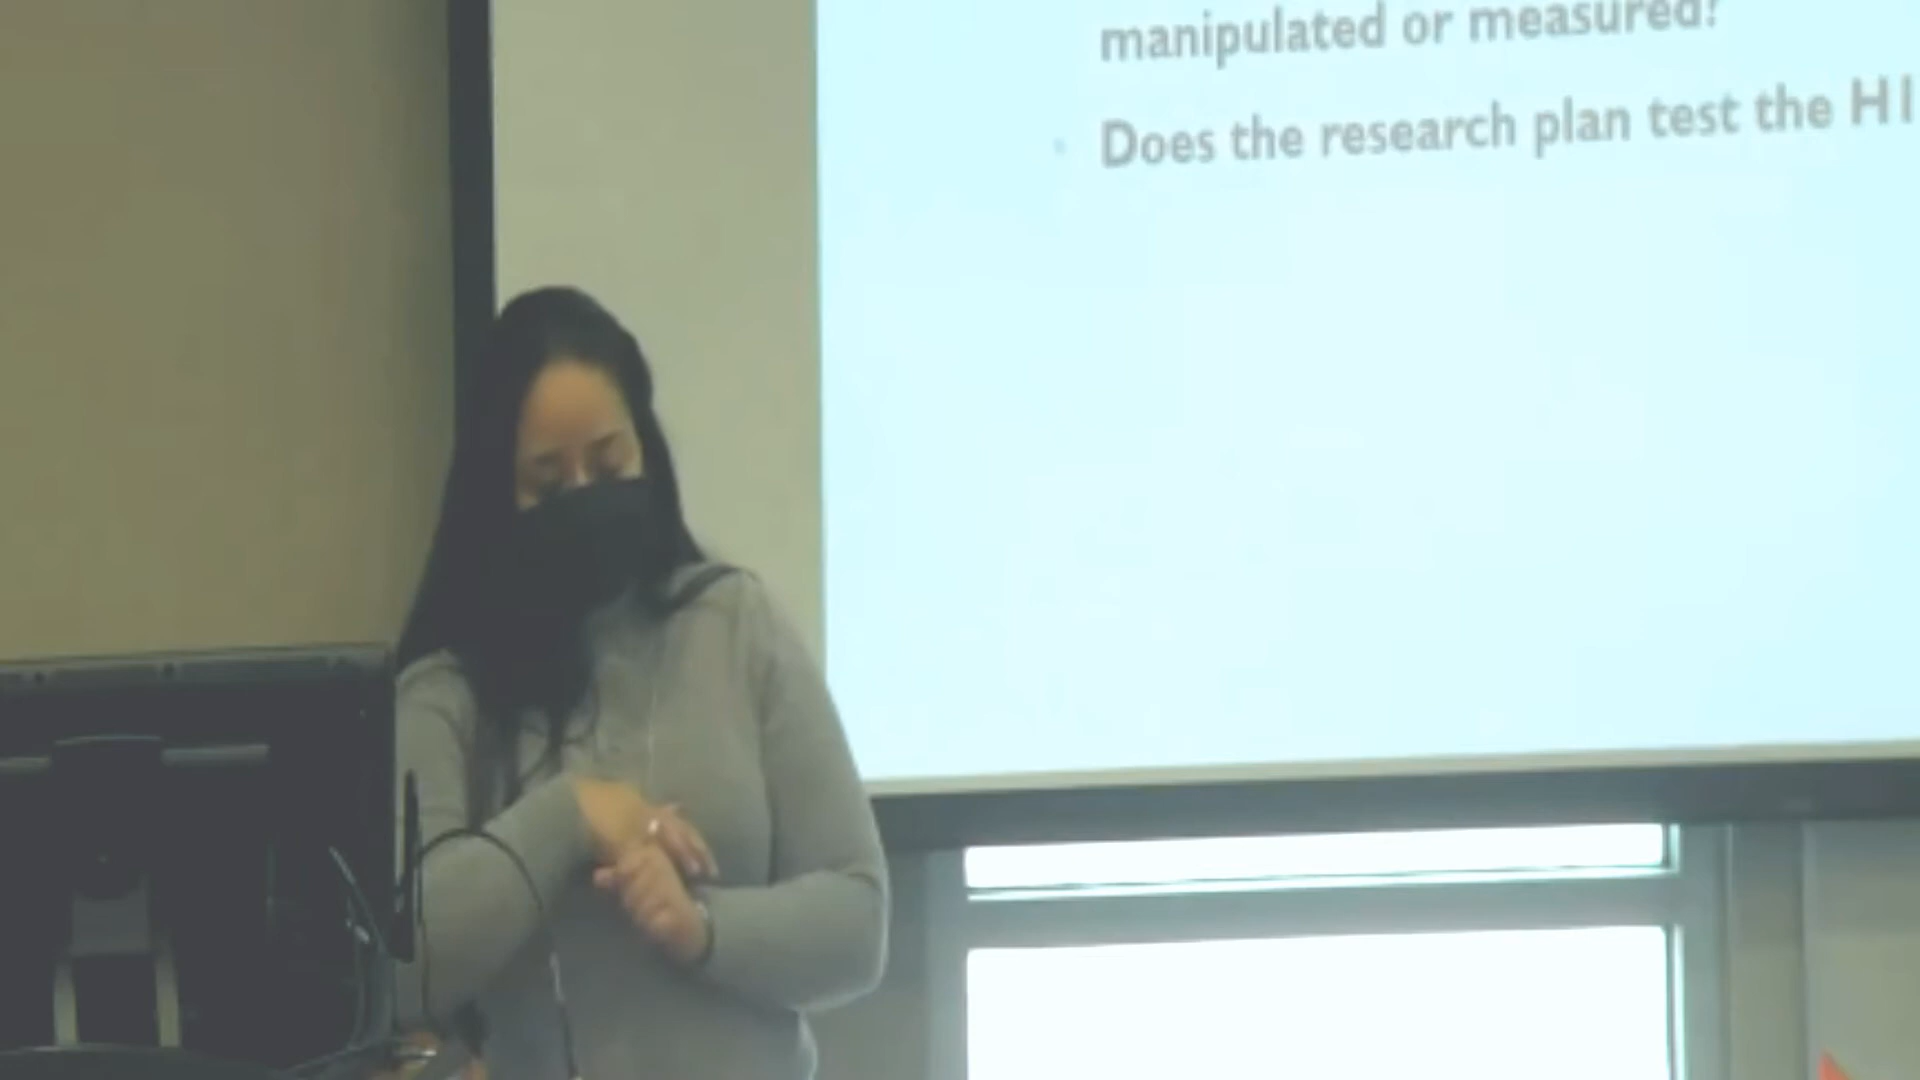 manipulated or measured?
Does the research plan test the H1